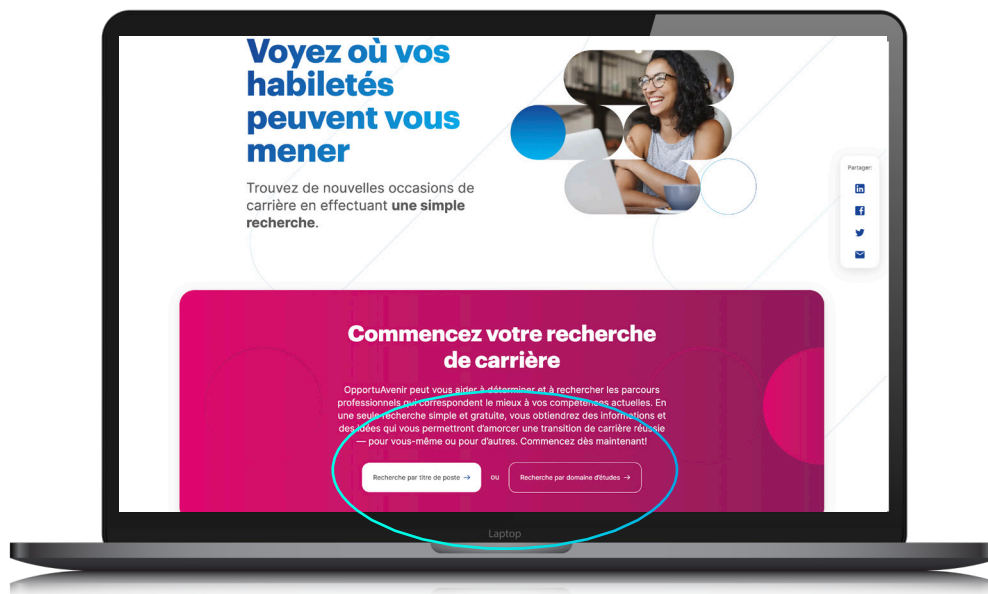 Voyez où vos
habiletés
peuvent vous
mener
Trouvez de nouvelles occasions de
carrière en effectuant une simple
recherche.
Partager:
Commencez votre recherche
de carrière
OpportuAvenir peut vous aider à déterminer et à rechercher les parcours
professionnels qui correspondent le mieux à vos compétences actuelles. En
une seule recherche simple et gratuite, vous obtiendrez des informations et
des idées qui vous permettront d'amorcer une transition de carrière réussie
— pour vous-même ou pour d'autres. Commencez dès maintenant!
Recherche par titre de poste → ou Recherche par domaine d'études →
Laptop